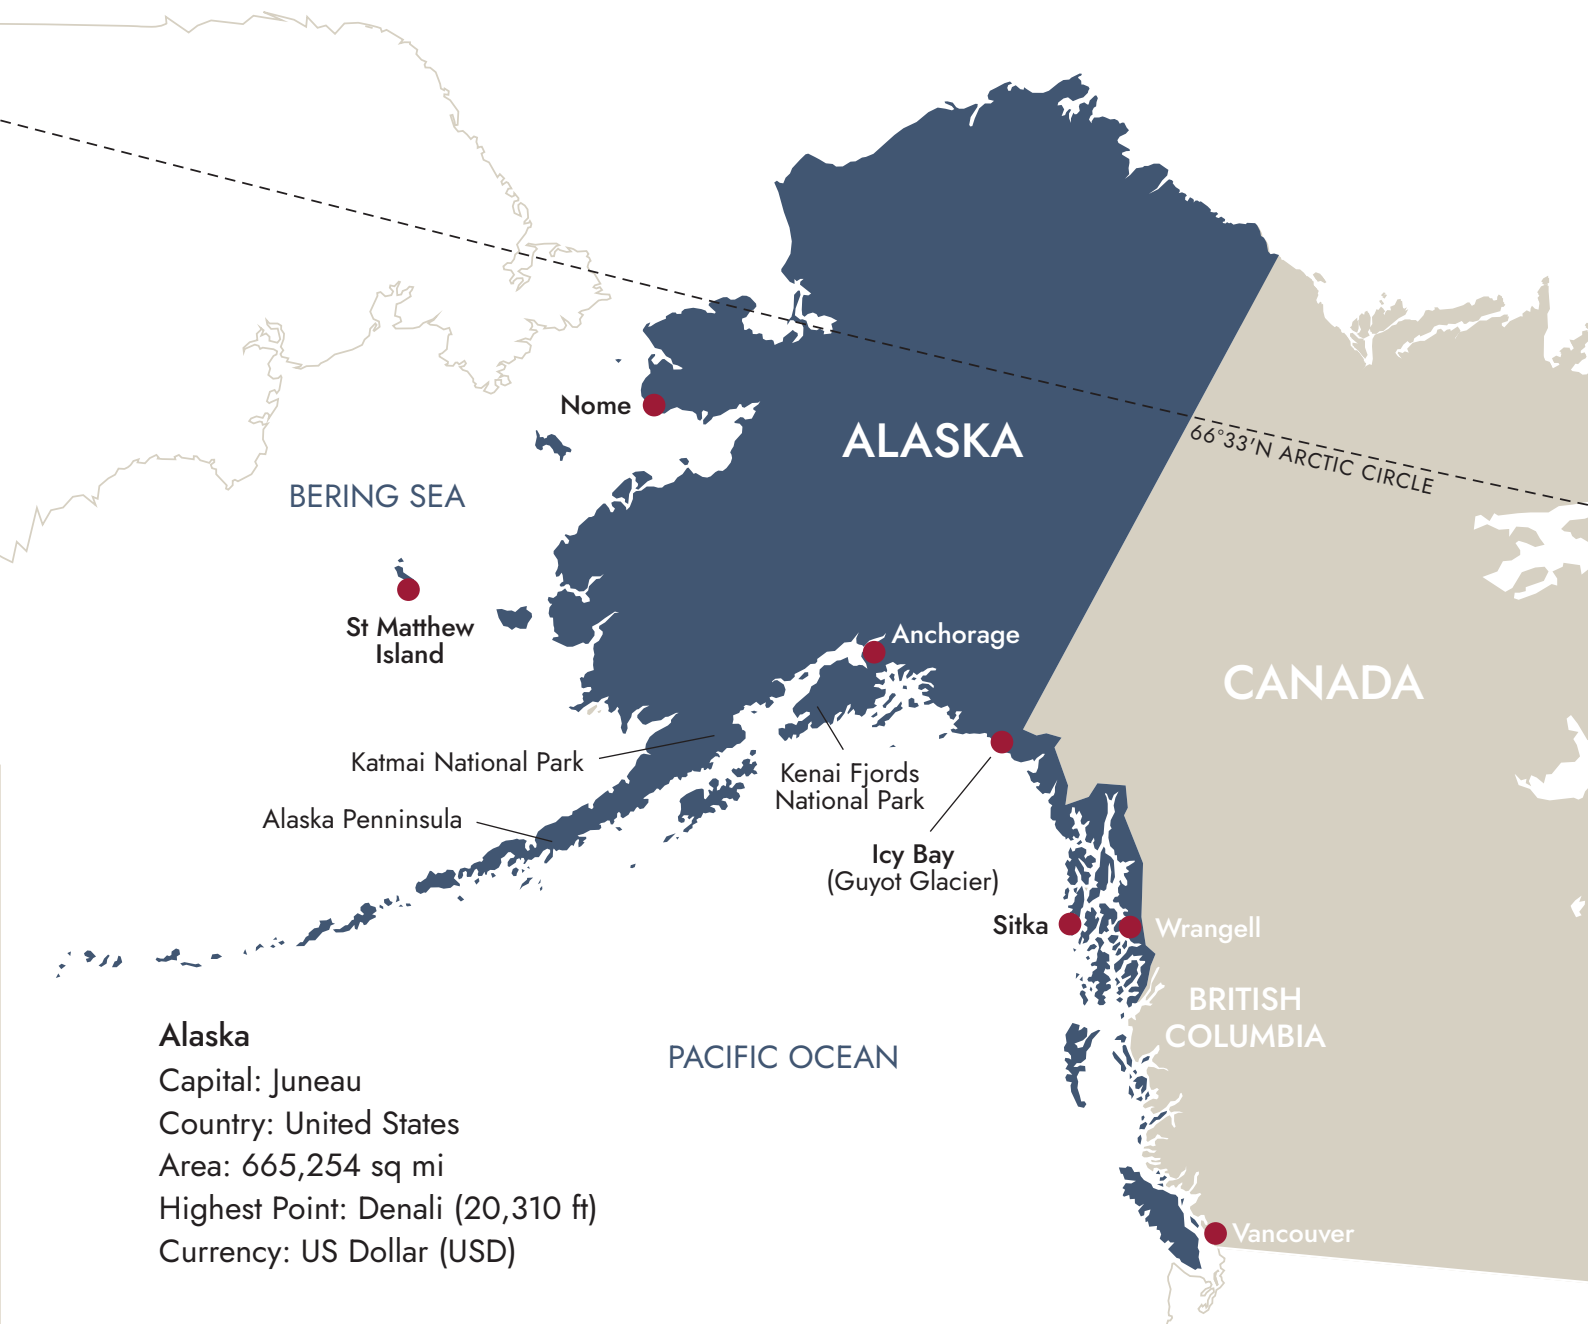 ALASKA
Nome
66°33'N ARCTIC CIRCLE
BERING SEA
St Matthew
Island
Anchorage
CANADA
Katmai National Park
Kenai Fjords
National Park
Alaska Penninsula
Icy Bay
(Guyot Glacier)
Sitka
Wrangell
BRITISH
COLUMBIA
PACIFIC OCEAN
Vancouver
Alaska
Capital: Juneau
Country: United States
Area: 665,254 sq mi
Highest Point: Denali (20,310 ft)
Currency: US Dollar (USD)